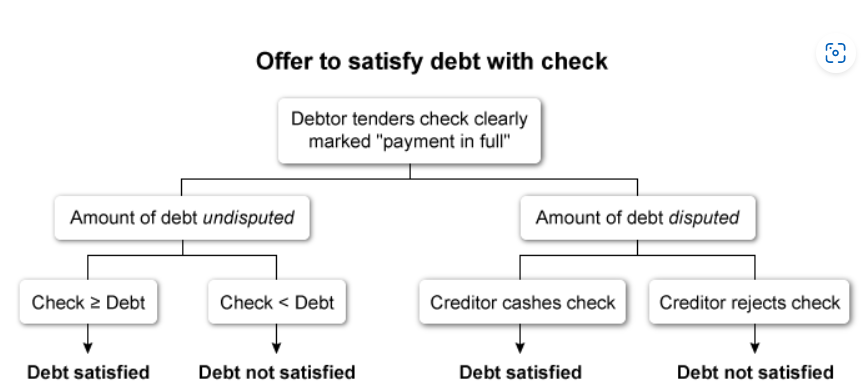 Offer to satisfy debt with check
Debtor tenders check clearly
marked "payment in full"
Amount of debt undisputed
Amount of debt disputed
Check ≥ Debt
Check < Debt
Creditor cashes check
Creditor rejects check
Debt satisfied
Debt not satisfied
Debt satisfied
Debt not satisfied